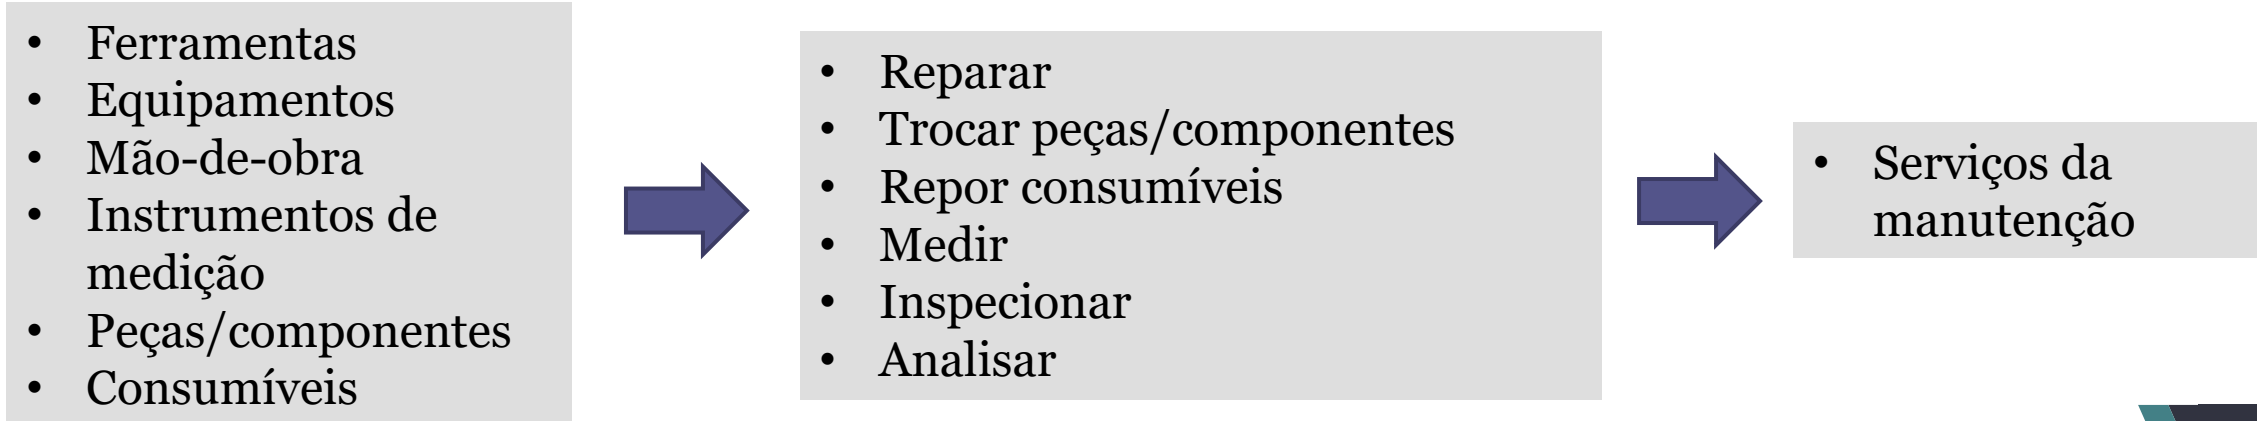 • Ferramentas
• Equipamentos
• Mão-de-obra
• Instrumentos de
medição
• Peças/componentes
• Consumíveis
• Reparar
• Trocar peças/componentes
• Repor consumíveis
• Medir
• Inspecionar
• Analisar
• Serviços da
manutenção